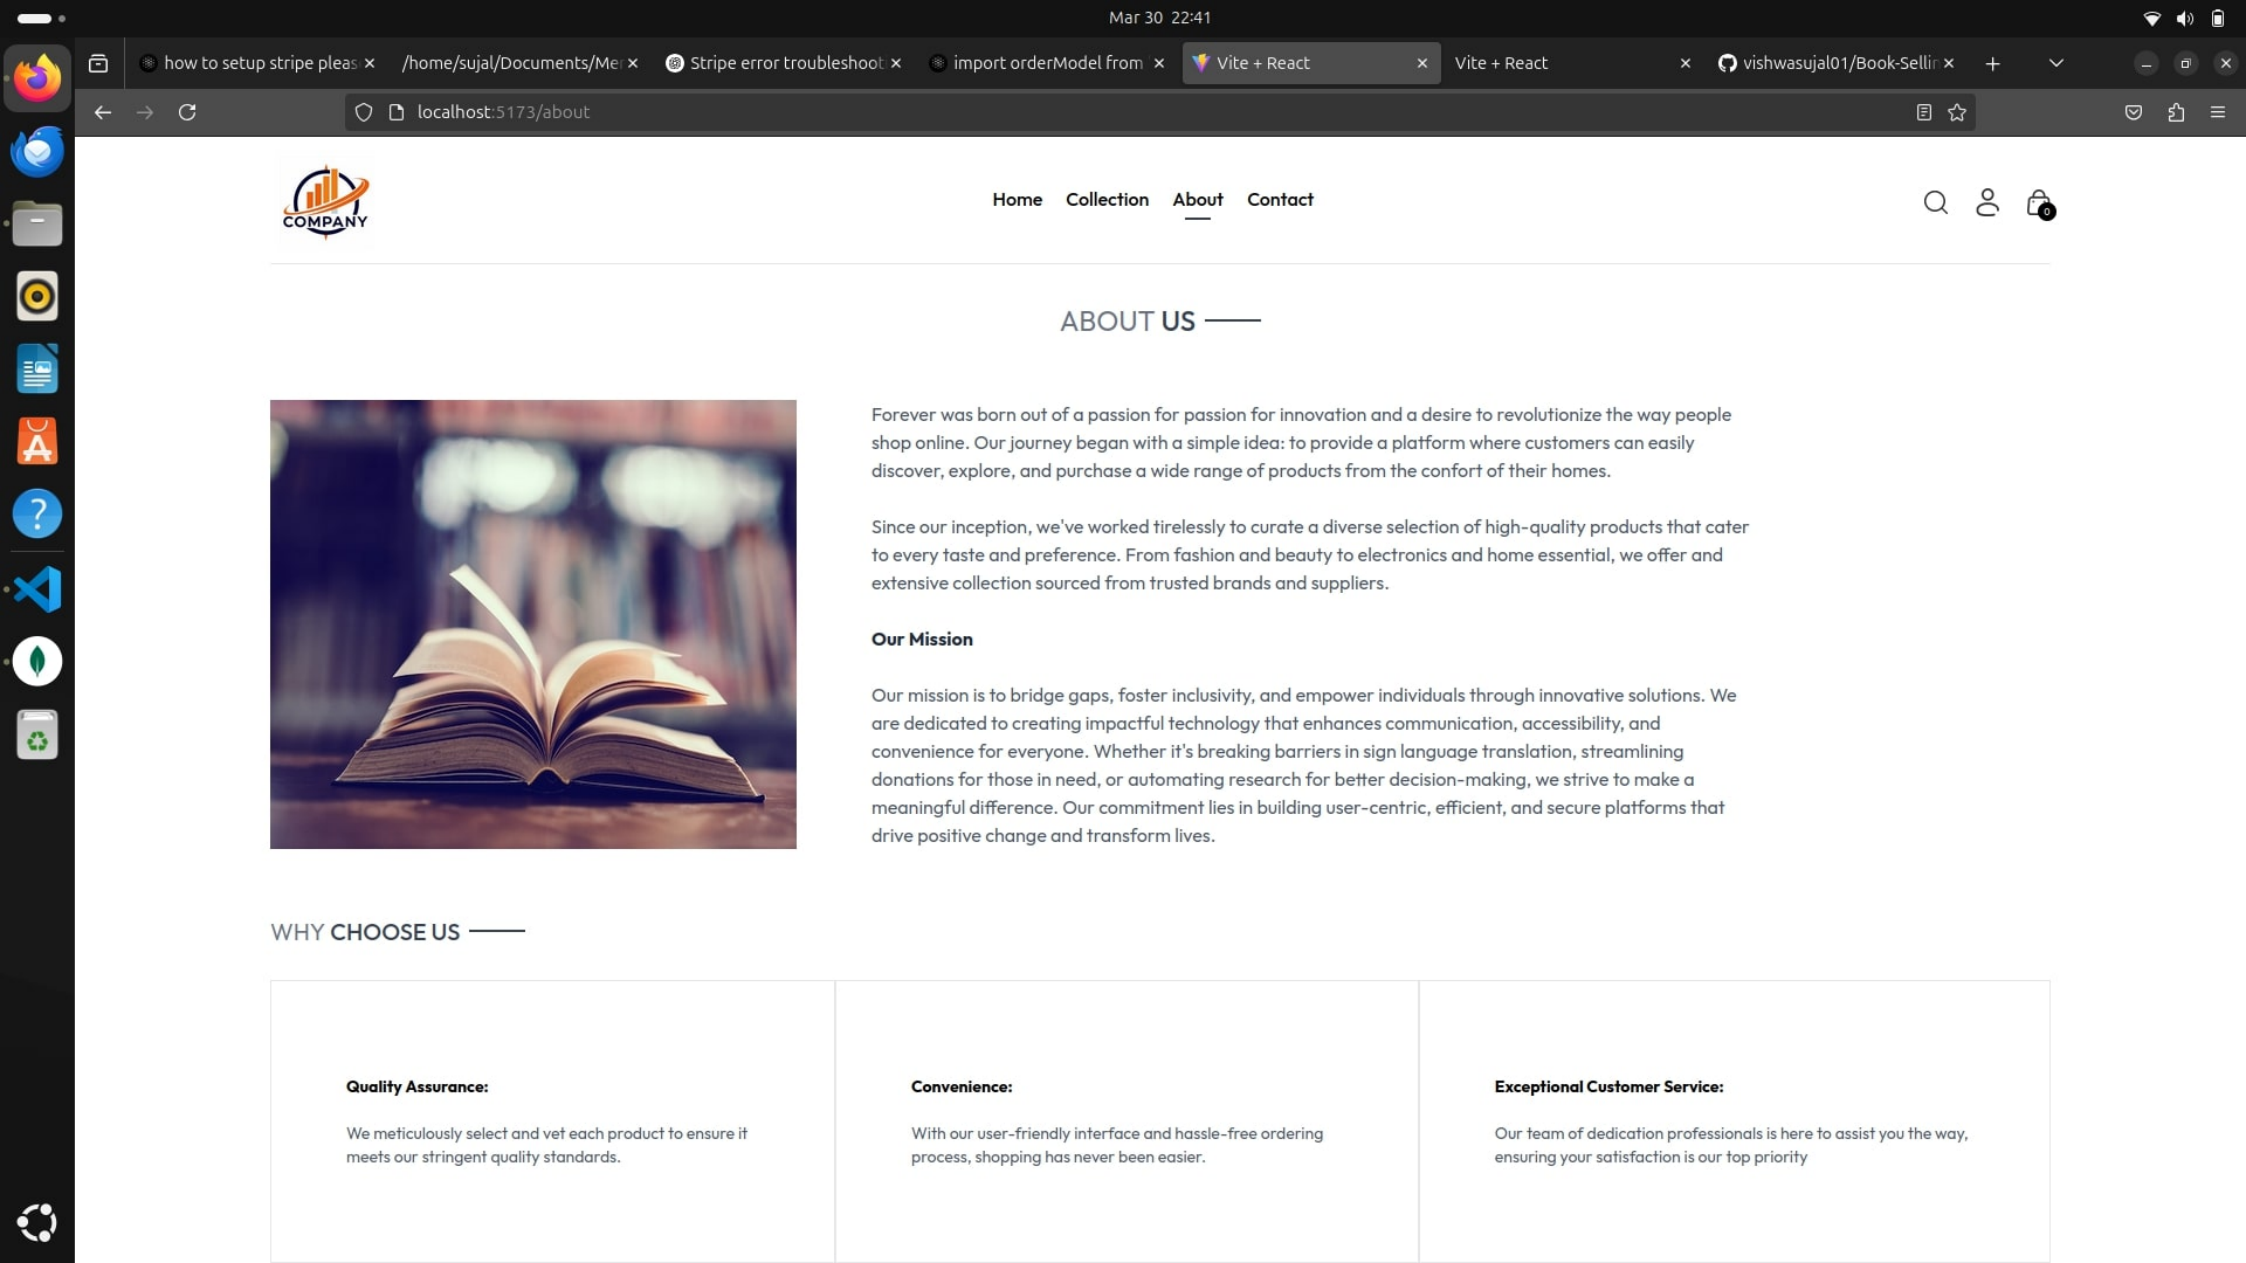 Mar 30 22:41
how to setup stripe pleas
/home/sujal/Documents/Mer
Stripe error troubleshooti
import orderModel from
Vite + React
Vite + React
vishwasujal01/Book-Sellin
localhost:5173/about
COMPANY
Home
Collection
About
Contact
0
ABOUT US
Forever was born out of a passion for passion for innovation and a desire to revolutionize the way people
shop online. Our journey began with a simple idea: to provide a platform where customers can easily
discover, explore, and purchase a wide range of products from the confort of their homes.
Since our inception, we've worked tirelessly to curate a diverse selection of high-quality products that cater
to every taste and preference. From fashion and beauty to electronics and home essential, we offer and
extensive collection sourced from trusted brands and suppliers.
Our Mission
Our mission is to bridge gaps, foster inclusivity, and empower individuals through innovative solutions. We
are dedicated to creating impactful technology that enhances communication, accessibility, and
convenience for everyone. Whether it's breaking barriers in sign language translation, streamlining
donations for those in need, or automating research for better decision-making, we strive to make a
meaningful difference. Our commitment lies in building user-centric, efficient, and secure platforms that
drive positive change and transform lives.
WHY CHOOSE US
Quality Assurance:
We meticulously select and vet each product to ensure it
meets our stringent quality standards.
Convenience:
With our user-friendly interface and hassle-free ordering
process, shopping has never been easier.
Exceptional Customer Service:
Our team of dedication professionals is here to assist you the way,
ensuring your satisfaction is our top priority